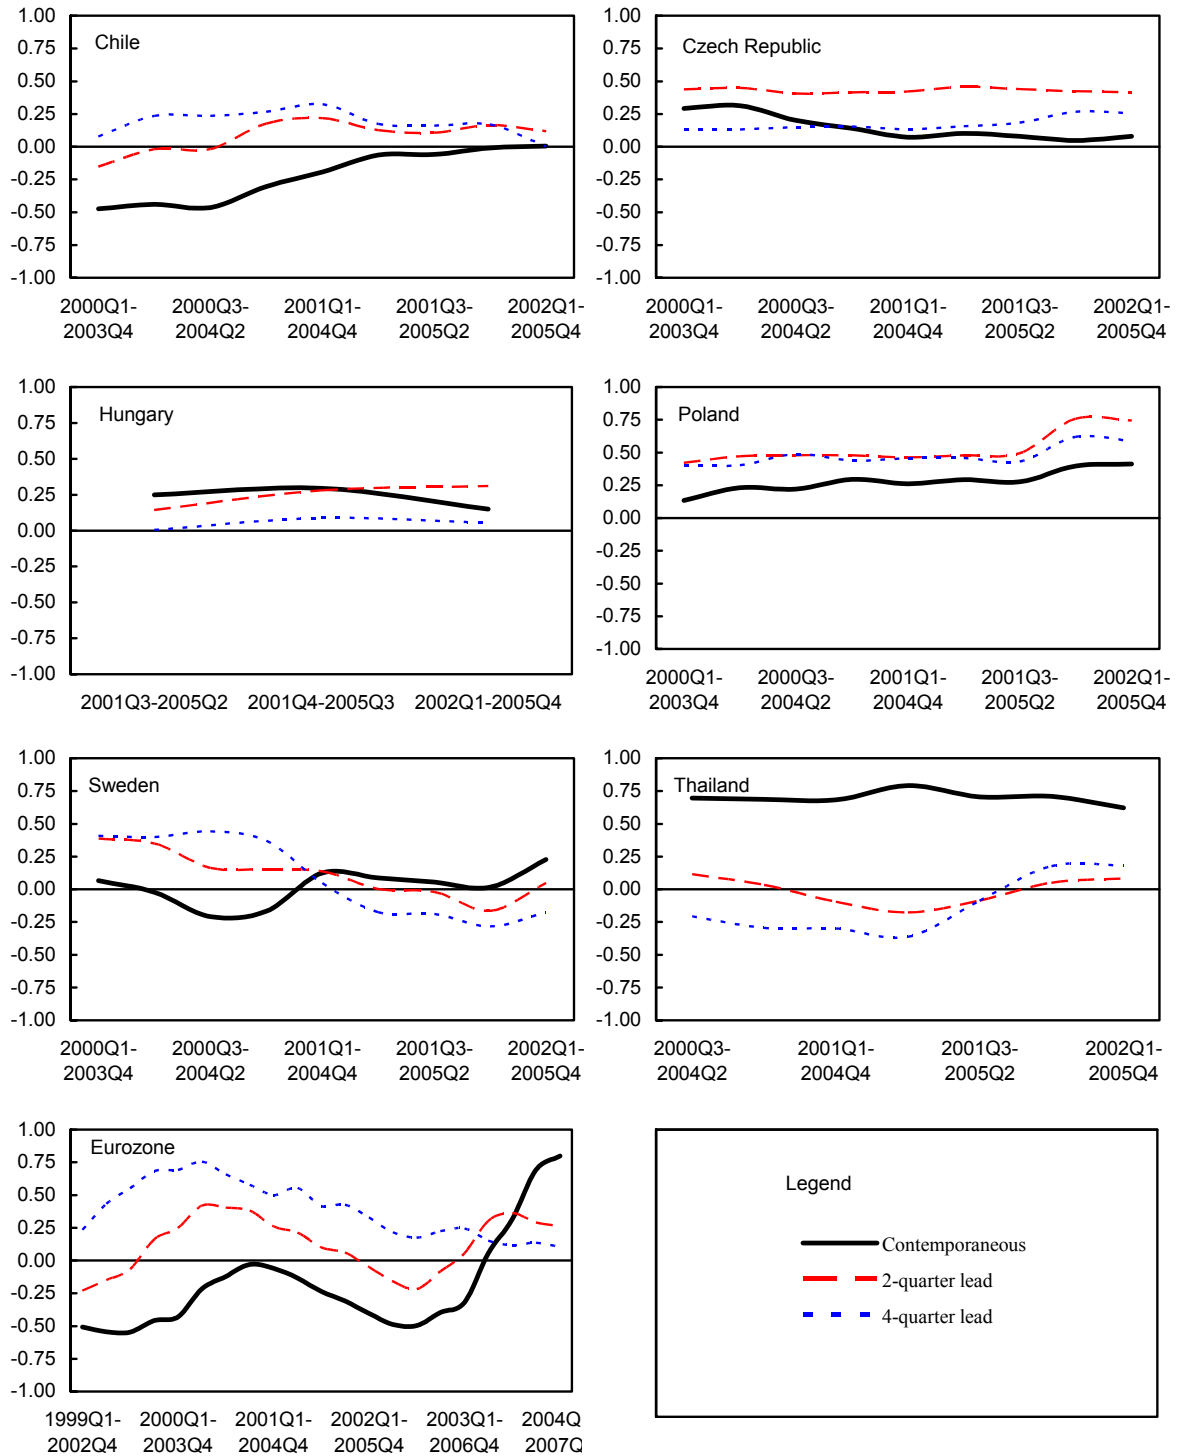 1.00
Chile
0.75
0.50
0.25
0.00
-0.25
-0.50
-0.75
-1.00
2000Q1- 2000Q3- 2001Q1- 2001Q3- 2002Q1-
2003Q4 2004Q2 2004Q4 2005Q2 2005Q4
1.00
Czech Republic
0.75
0.50
0.25
0.00
-0.25
-0.50
-0.75
-1.00
2000Q1- 2000Q3- 2001Q1- 2001Q3- 2002Q1-
2003Q4 2004Q2 2004Q4 2005Q2 2005Q4
1.00
Hungary
0.75
0.50
0.25
0.00
-0.25
-0.50
-0.75
-1.00
2001Q3-2005Q2 2001Q4-2005Q3 2002Q1-2005Q4
1.00
Poland
0.75
0.50
0.25
0.00
-0.25
-0.50
-0.75
-1.00
2000Q1- 2000Q3- 2001Q1- 2001Q3- 2002Q1-
2003Q4 2004Q2 2004Q4 2005Q2 2005Q4
1.00
Sweden
0.75
0.50
0.25
0.00
-0.25
-0.50
-0.75
-1.00
2000Q1- 2000Q3- 2001Q1- 2001Q3- 2002Q1-
2003Q4 2004Q2 2004Q4 2005Q2 2005Q4
1.00
Thailand
0.75
0.50
0.25
0.00
-0.25
-0.50
-0.75
-1.00
2000Q3- 2001Q1- 2001Q3- 2002Q1-
2004Q2 2004Q4 2005Q2 2005Q4
1.00
Eurozone
0.75
0.50
0.25
0.00
-0.25
-0.50
-0.75
-1.00
1999Q1- 2000Q1- 2001Q1- 2002Q1- 2003Q1- 2004Q
2002Q4 2003Q4 2004Q4 2005Q4 2006Q4 2007Q
Legend
Contemporaneous
2-quarter lead
4-quarter lead